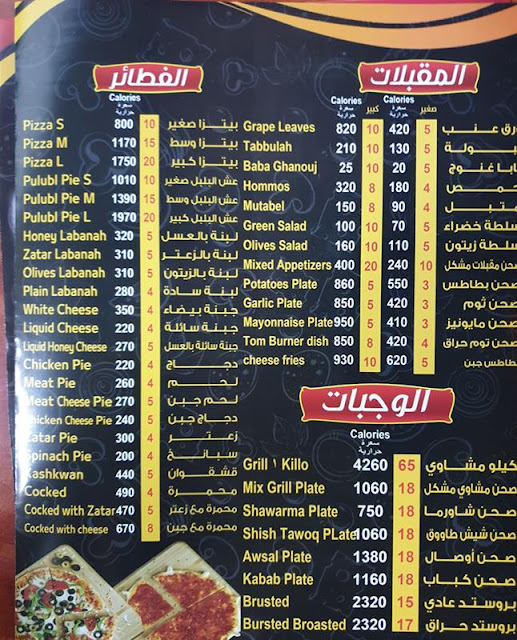 الفطائر
Calories
سعرة
حرارية
Pizza S 800 10 بيتزا صغير
Pizza M 1170 15 بيتزا وسط
Pizza L 1750 20 بيتزا كبير
Pulubl Pie S 1010 10 عش البلبل صغير
Pulubl Pie M 1390 15 عش البلبل وسط
Pulubl Pie L 1970 20 عش البلبل كبير
Honey Labanah 320 5 لبنة بالعسل
Zatar Labanah 310 5 لبنة بالزعتر
Olives Labanah 310 5 لبنة بالزيتون
Plain Labanah 280 4 لبنة سادة
White Cheese 350 4 جبنة بيضاء
Liquid Cheese 220 4 جبنة سائلة
Liquid Honey Cheese 270 5 جبنة سائلة بالعسل
Chicken Pie 220 4 دجاج
Meat Pie 260 4 لحم
Meat Cheese Pie 270 5 لحم جبن
Chicken Cheese Pie 240 5 دجاج جبن
Zatar Pie 300 4 زعتر
Spinach Pie 200 4 سبانخ
Kashkwan 440 5 قشقوان
Cocked 490 4 محمرة
Cocked with Zatar 470 5 محمرة مع زعتر
Cocked with cheese 670 8 محمرة مع جبن
المقبلات
Calories
سعرة
حرارية
كبير
Calories
سعرة
حرارية
صغير
Grape Leaves 820 10 420 5 ورق عنب
Tabbulah 210 10 130 5 تبولة
Baba Ghanouj 25 10 20 5 بابا غنوج
Hommos 320 8 180 4 حمص
Mutabel 150 8 90 4 متبل
Green Salad 100 10 70 5 سلطة خضراء
Olives Salad 160 10 110 5 سلطة زيتون
Mixed Appetizers 400 20 240 10 صحن مقبلات مشكل
Potatoes Plate 860 5 550 3 صحن بطاطس
Garlic Plate 850 5 420 3 صحن ثوم
Mayonnaise Plate 950 5 410 3 صحن مايونيز
Tom Burner dish 850 8 420 4 صحن توم حراق
cheese fries 930 10 620 5 بطاطس جبن
الوجبات
Calories
سعرة
حرارية
Grill ١ Killo 4260 65 كيلو مشاوي
Mix Grill Plate 1060 18 صحن مشاوي مشكل
Shawarma Plate 750 18 صحن شاورما
Shish Tawoq PLate 1060 18 صحن شيش طاووق
Awsal Plate 1380 18 صحن أوصال
Kabab Plate 1160 18 صحن كباب
Brusted 2320 15 بروستد عادي
Bursted Broasted 2320 17 بروستد حراق